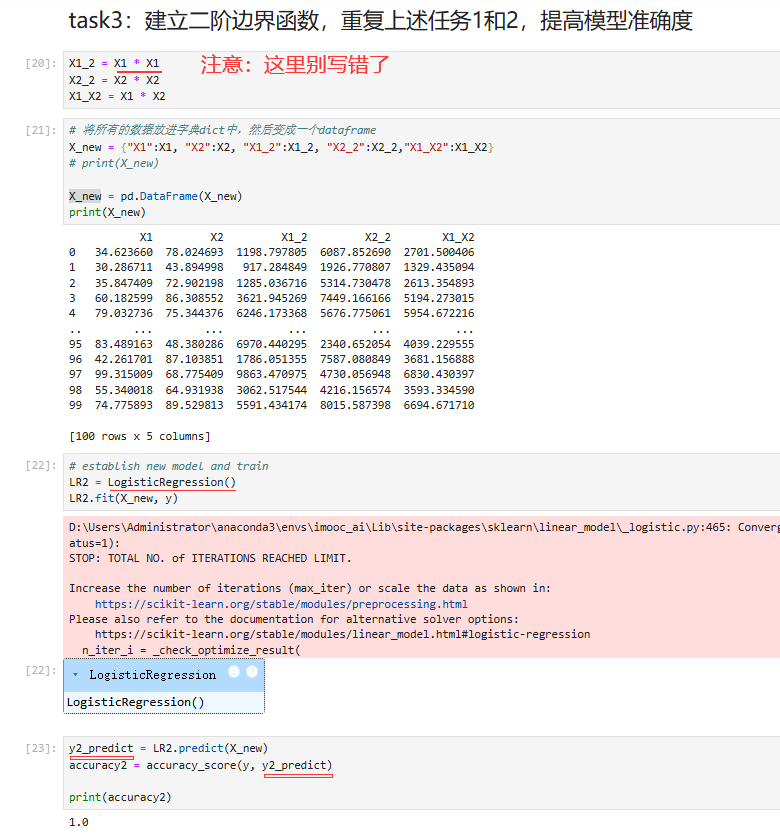 task3：建立二阶边界函数，重复上述任务1和2，提高模型准确度
[20]: X1_2 = X1 * X1 注意：这里别写错了
X2_2 = X2 * X2
X1_X2 = X1 * X2
[21]: # 将所有的数据放进字典dict中，然后变成一个dataframe
X_new = {"X1":X1, "X2":X2, "X1_2":X1_2, "X2_2":X2_2,"X1_X2":X1_X2}
# print(X_new)
X_new = pd.DataFrame(X_new)
print(X_new)
X1 X2 X1_2 X2_2 X1_X2
0 34.623660 78.024693 1198.797805 6087.852690 2701.500406
1 30.286711 43.894998 917.284849 1926.770807 1329.435094
2 35.847409 72.902198 1285.036716 5314.730478 2613.354893
3 60.182599 86.308552 3621.945269 7449.166166 5194.273015
4 79.032736 75.344376 6246.173368 5676.775061 5954.672216
.. ... ... ... ... ...
95 83.489163 48.380286 6970.440295 2340.652054 4039.229555
96 42.261701 87.103851 1786.051355 7587.080849 3681.156888
97 99.315009 68.775409 9863.470975 4730.056948 6830.430397
98 55.340018 64.931938 3062.517544 4216.156574 3593.334590
99 74.775893 89.529813 5591.434174 8015.587398 6694.671710
[100 rows x 5 columns]
[22]: # establish new model and train
LR2 = LogisticRegression()
LR2.fit(X_new, y)
D:\Users\Administrator\anaconda3\envs\imooc_ai\Lib\site-packages\sklearn\linear_model\_logistic.py:465: Converg
atus=1):
STOP: TOTAL NO. of ITERATIONS REACHED LIMIT.
Increase the number of iterations (max_iter) or scale the data as shown in:
https://scikit-learn.org/stable/modules/preprocessing.html
Please also refer to the documentation for alternative solver options:
https://scikit-learn.org/stable/modules/linear_model.html#logistic-regression
n_iter_i = _check_optimize_result(
[22]: LogisticRegression
LogisticRegression()
[23]: y2_predict = LR2.predict(X_new)
accuracy2 = accuracy_score(y, y2_predict)
print(accuracy2)
1.0